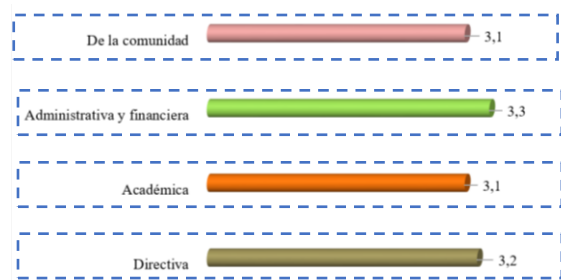 De la comunidad 3,1
Administrativa y financiera 3,3
Académica 3,1
Directiva 3,2